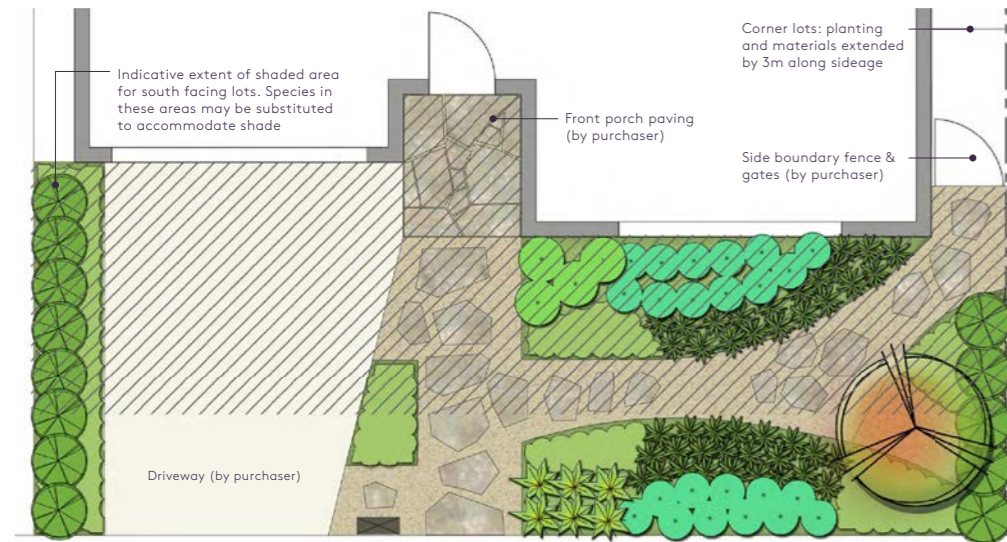 Indicative extent of shaded area
for south facing lots. Species in
these areas may be substituted
to accommodate shade
Front porch paving
(by purchaser)
Corner lots: planting
and materials extended
by 3m along sideage
Side boundary fence &
gates (by purchaser)
Driveway (by purchaser)